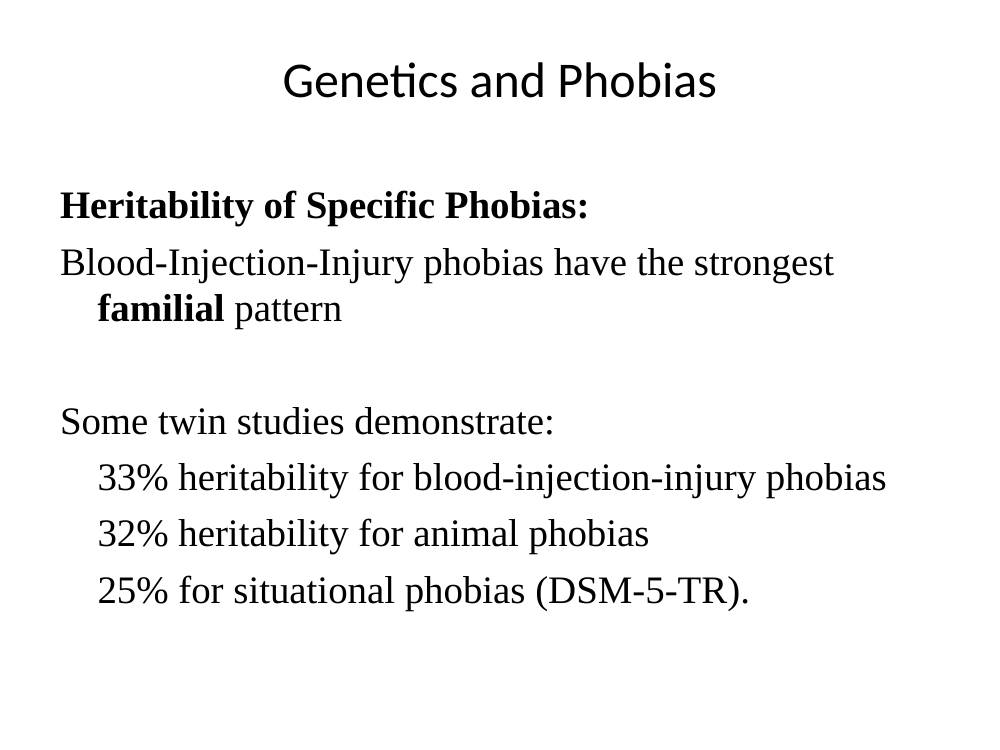 Genetics and Phobias
Heritability of Specific Phobias:
Blood-Injection-Injury phobias have the strongest
familial pattern
Some twin studies demonstrate:
33% heritability for blood-injection-injury phobias
32% heritability for animal phobias
25% for situational phobias (DSM-5-TR).